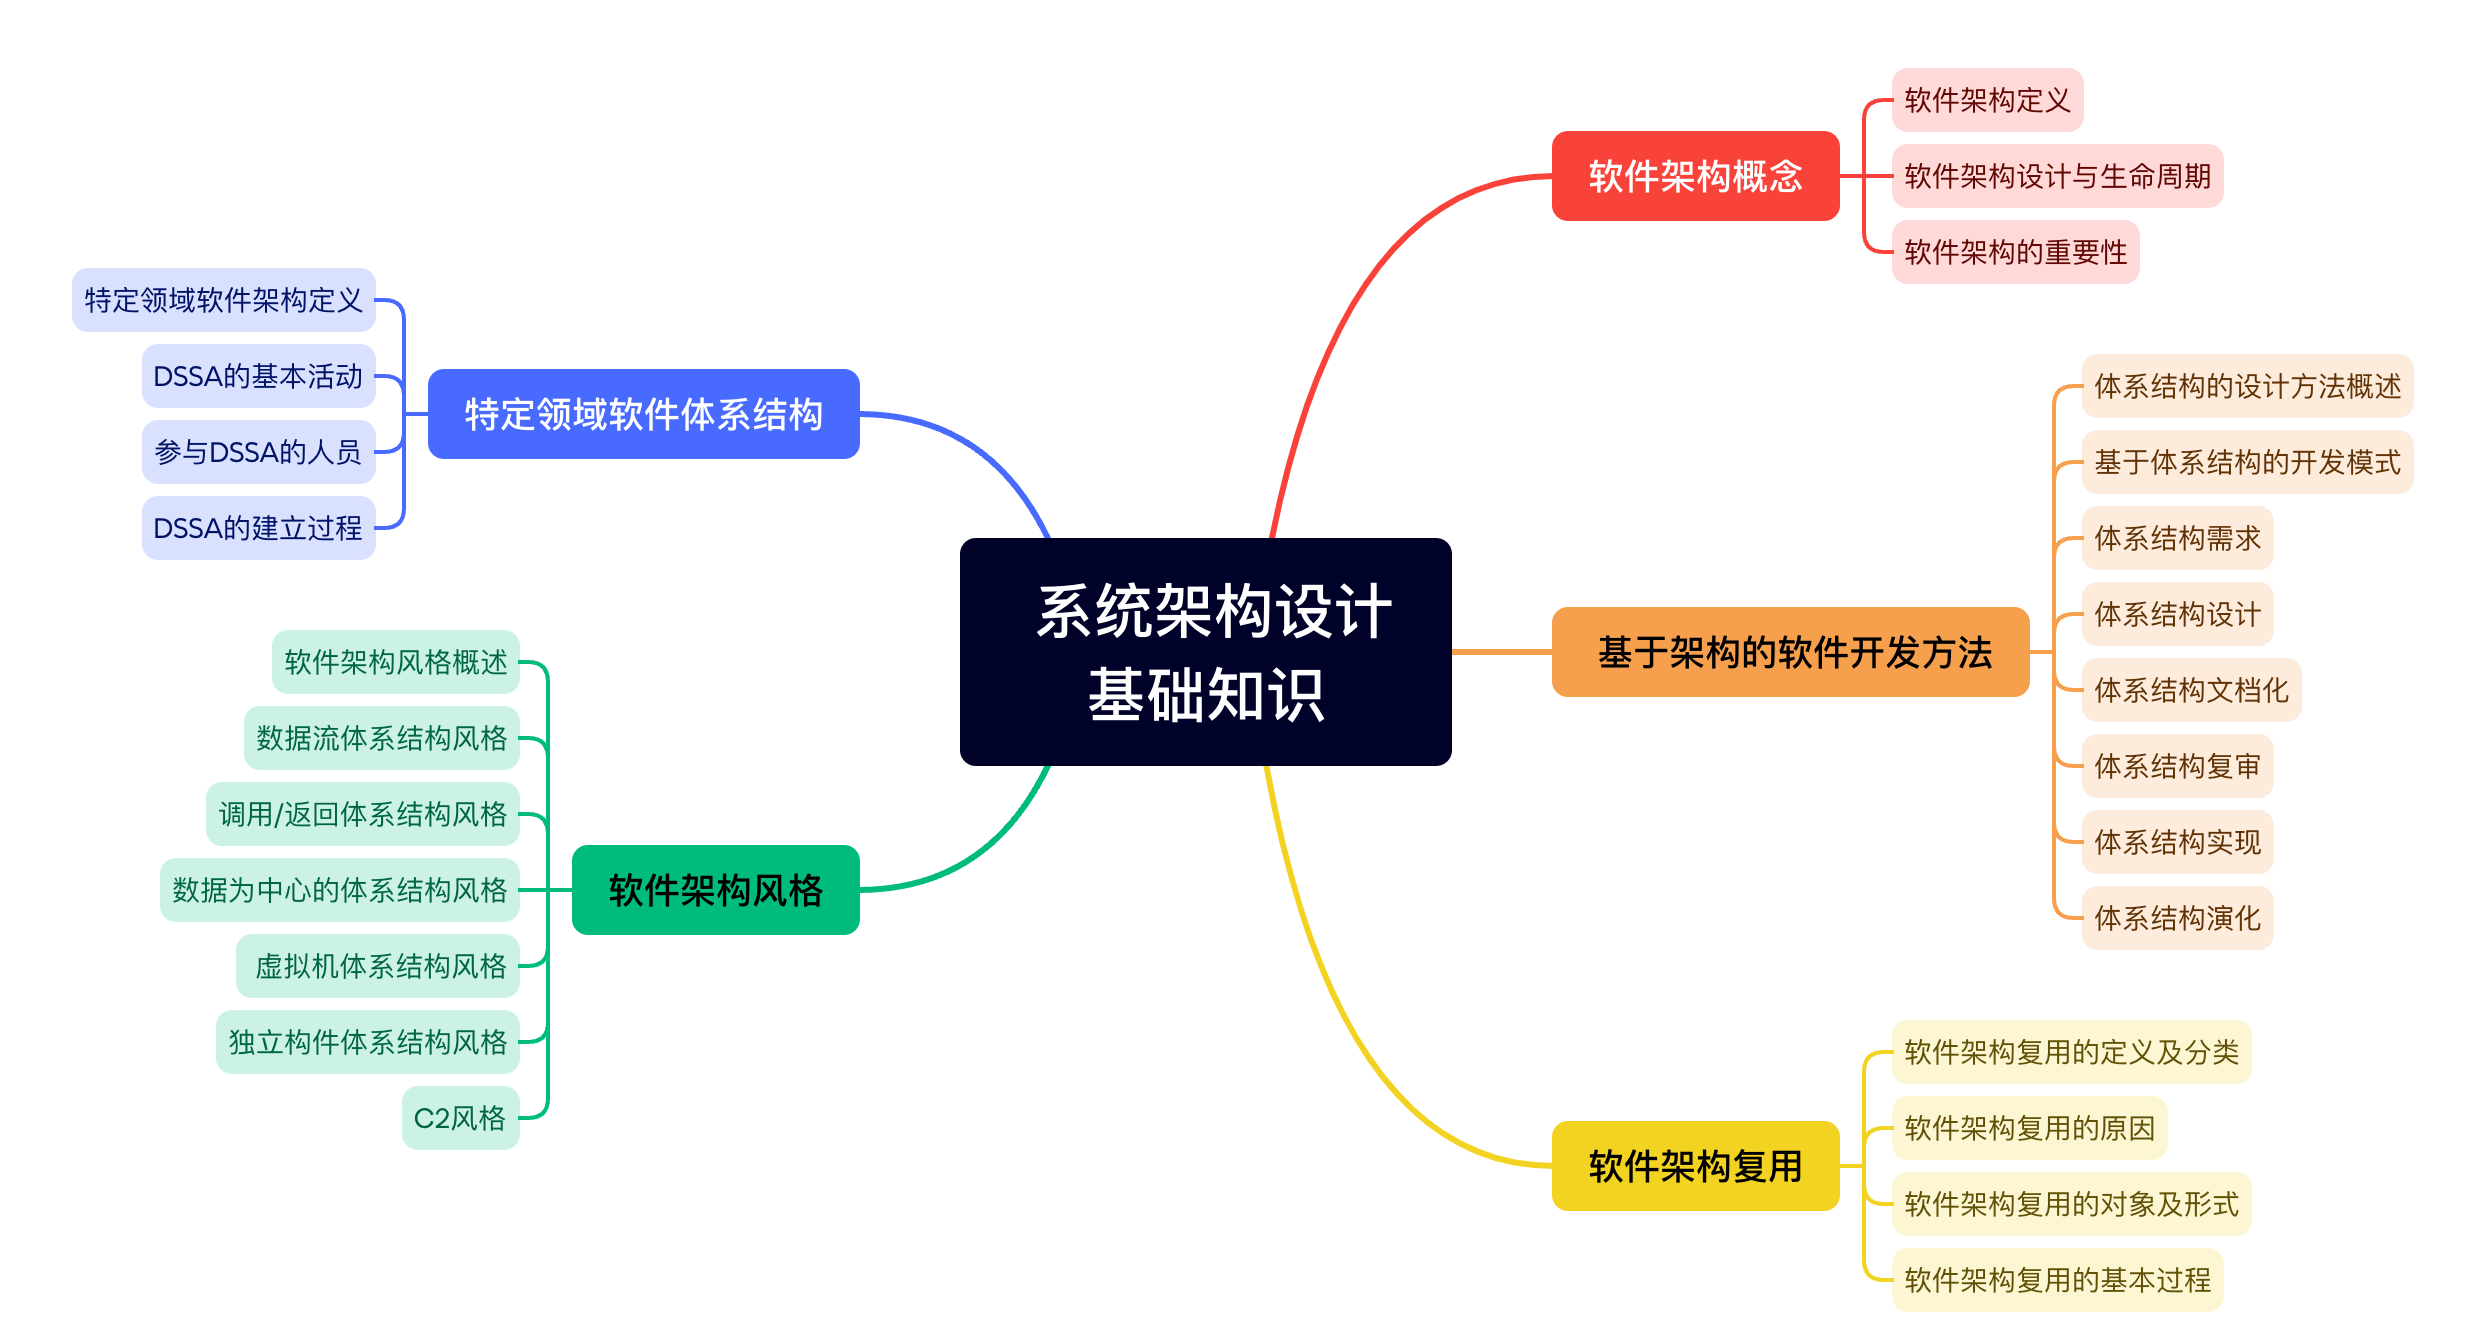 系统架构设计
基础知识
软件架构概念
软件架构定义
软件架构设计与生命周期
软件架构的重要性
基于架构的软件开发方法
体系结构的设计方法概述
基于体系结构的开发模式
体系结构需求
体系结构设计
体系结构文档化
体系结构复审
体系结构实现
体系结构演化
软件架构复用
软件架构复用的定义及分类
软件架构复用的原因
软件架构复用的对象及形式
软件架构复用的基本过程
特定领域软件体系结构
特定领域软件架构定义
DSSA的基本活动
参与DSSA的人员
DSSA的建立过程
软件架构风格
软件架构风格概述
数据流体系结构风格
调用/返回体系结构风格
数据为中心的体系结构风格
虚拟机体系结构风格
独立构件体系结构风格
C2风格